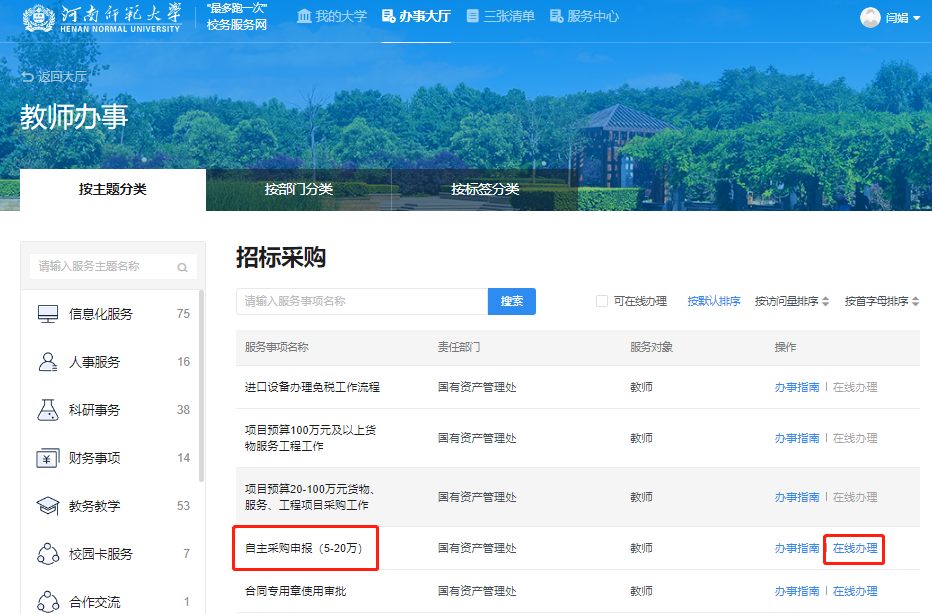 河南师范大学
HENAN NORMAL UNIVERSITY
"最多跑一次"
校务服务网
我的大学
办事大厅
三张清单
服务中心
闫娟
返回大厅
教师办事
按主题分类
按部门分类
按标签分类
请输入服务主题名称
信息化服务 75
人事服务 16
科研事务 38
财务事项 14
教务教学 53
校园卡服务 7
合作交流 1
招标采购
请输入服务事项名称
搜索
可在线办理
按默认排序
按访问量排序
按首字母排序
服务事项名称 责任部门 服务对象 操作
进口设备办理免税工作流程 国有资产管理处 教师 办事指南 | 在线办理
项目预算100万元及以上货
物服务工程工作 国有资产管理处 教师 办事指南 | 在线办理
项目预算20-100万元货物、
服务、工程项目采购工作 国有资产管理处 教师 办事指南 | 在线办理
自主采购申报（5-20万） 国有资产管理处 教师 办事指南 | 在线办理
合同专用章使用审批 国有资产管理处 教师 办事指南 | 在线办理